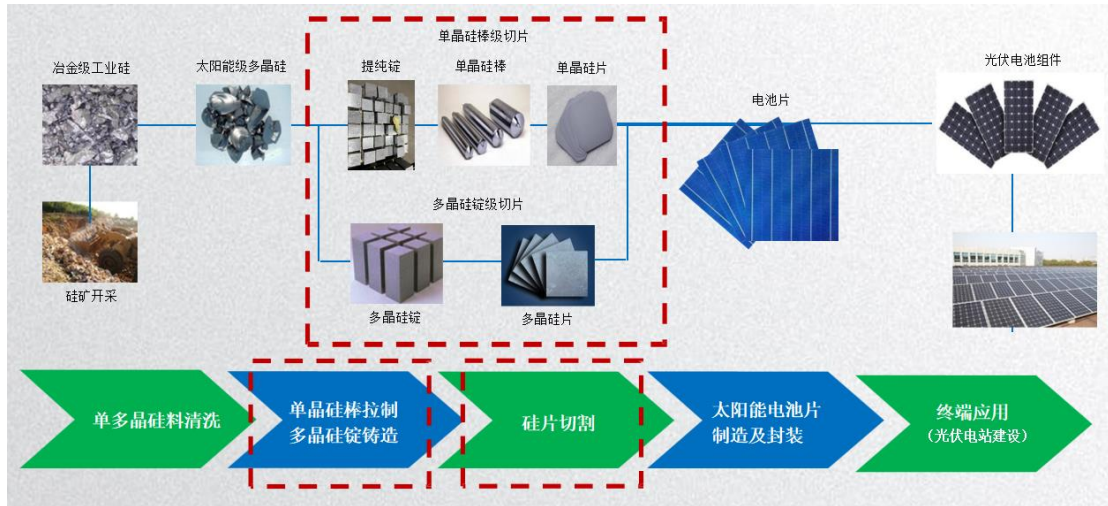 单晶硅棒级切片
冶金级工业硅
太阳能级多晶硅
提纯锭
单晶硅棒
单晶硅片
电池片
光伏电池组件
多晶硅锭级切片
硅矿开采
多晶硅锭
多晶硅片
单多晶硅料清洗
单晶硅棒拉制
多晶硅锭铸造
硅片切割
太阳能电池片
制造及封装
终端应用
（光伏电站建设）